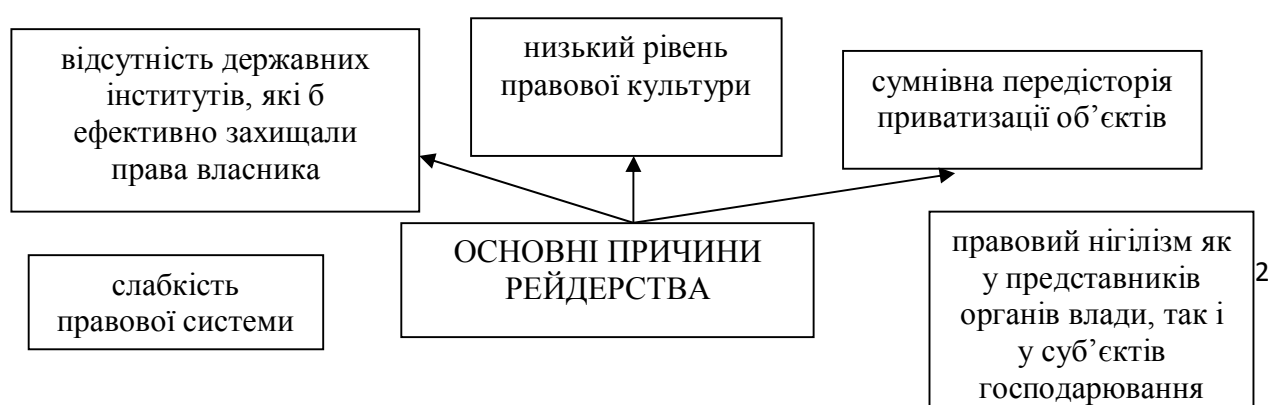 відсутність державних
інститутів, які б
ефективно захищали
права власника
низький рівень
правової культури
сумнівна передісторія
приватизації об’єктів
ОСНОВНІ ПРИЧИНИ
РЕЙДЕРСТВА
слабкість
правової системи
правовий нігілізм як
у представників
органів влади, так і
у суб’єктів
господарювання
2